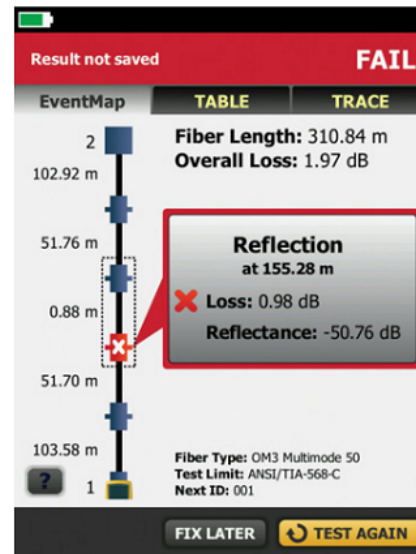 Result not saved
FAIL
EventMap
TABLE
TRACE
2
Fiber Length: 310.84 m
Overall Loss: 1.97 dB
102.92 m
51.76 m
Reflection
at 155.28 m
Loss: 0.98 dB
Reflectance: -50.76 dB
0.88 m
51.70 m
103.58 m
Fiber Type: OM3 Multimode 50
Test Limit: ANSI/TIA-568-C
Next ID: 001
?
1
FIX LATER
TEST AGAIN